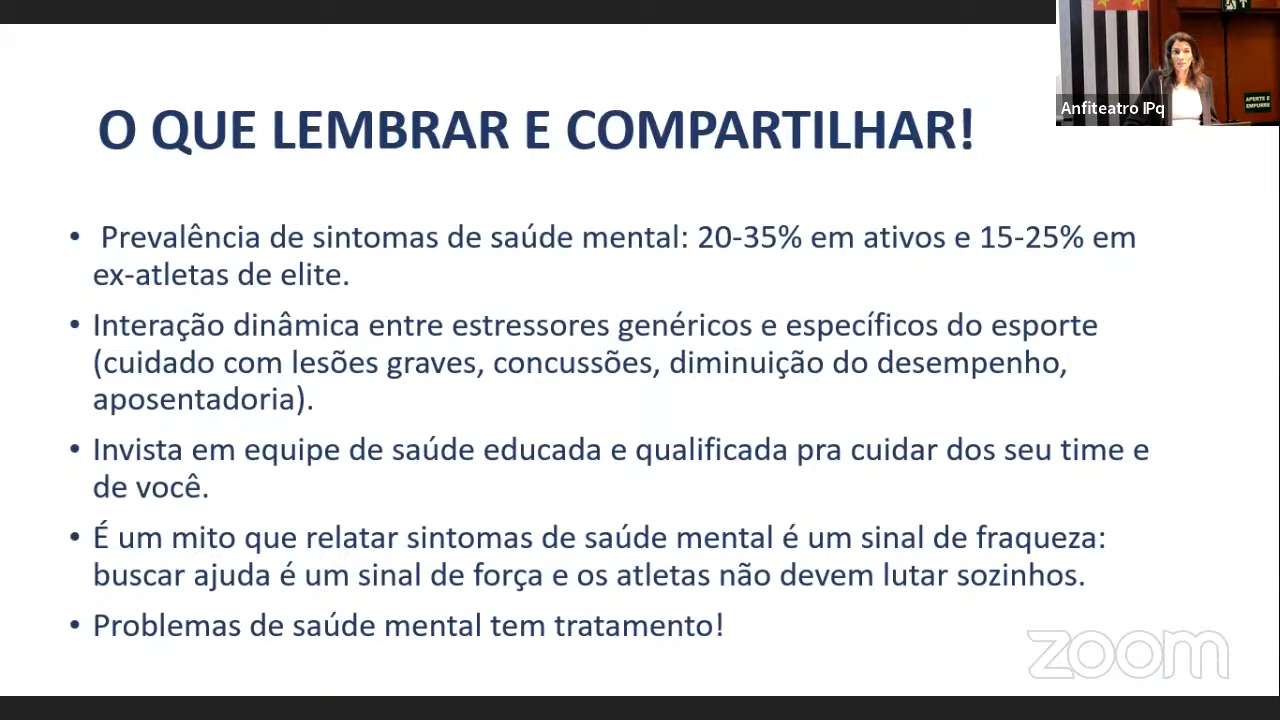 O QUE LEMBRAR E COMPARTILHAR!
Anfiteatro IPq
APERTE E
EMPURRE
• Prevalência de sintomas de saúde mental: 20-35% em ativos e 15-25% em
ex-atletas de elite.
• Interação dinâmica entre estressores genéricos e específicos do esporte
(cuidado com lesões graves, concussões, diminuição do desempenho,
aposentadoria).
• Invista em equipe de saúde educada e qualificada pra cuidar dos seu time e
de você.
• É um mito que relatar sintomas de saúde mental é um sinal de fraqueza:
buscar ajuda é um sinal de força e os atletas não devem lutar sozinhos.
• Problemas de saúde mental tem tratamento!
zoom